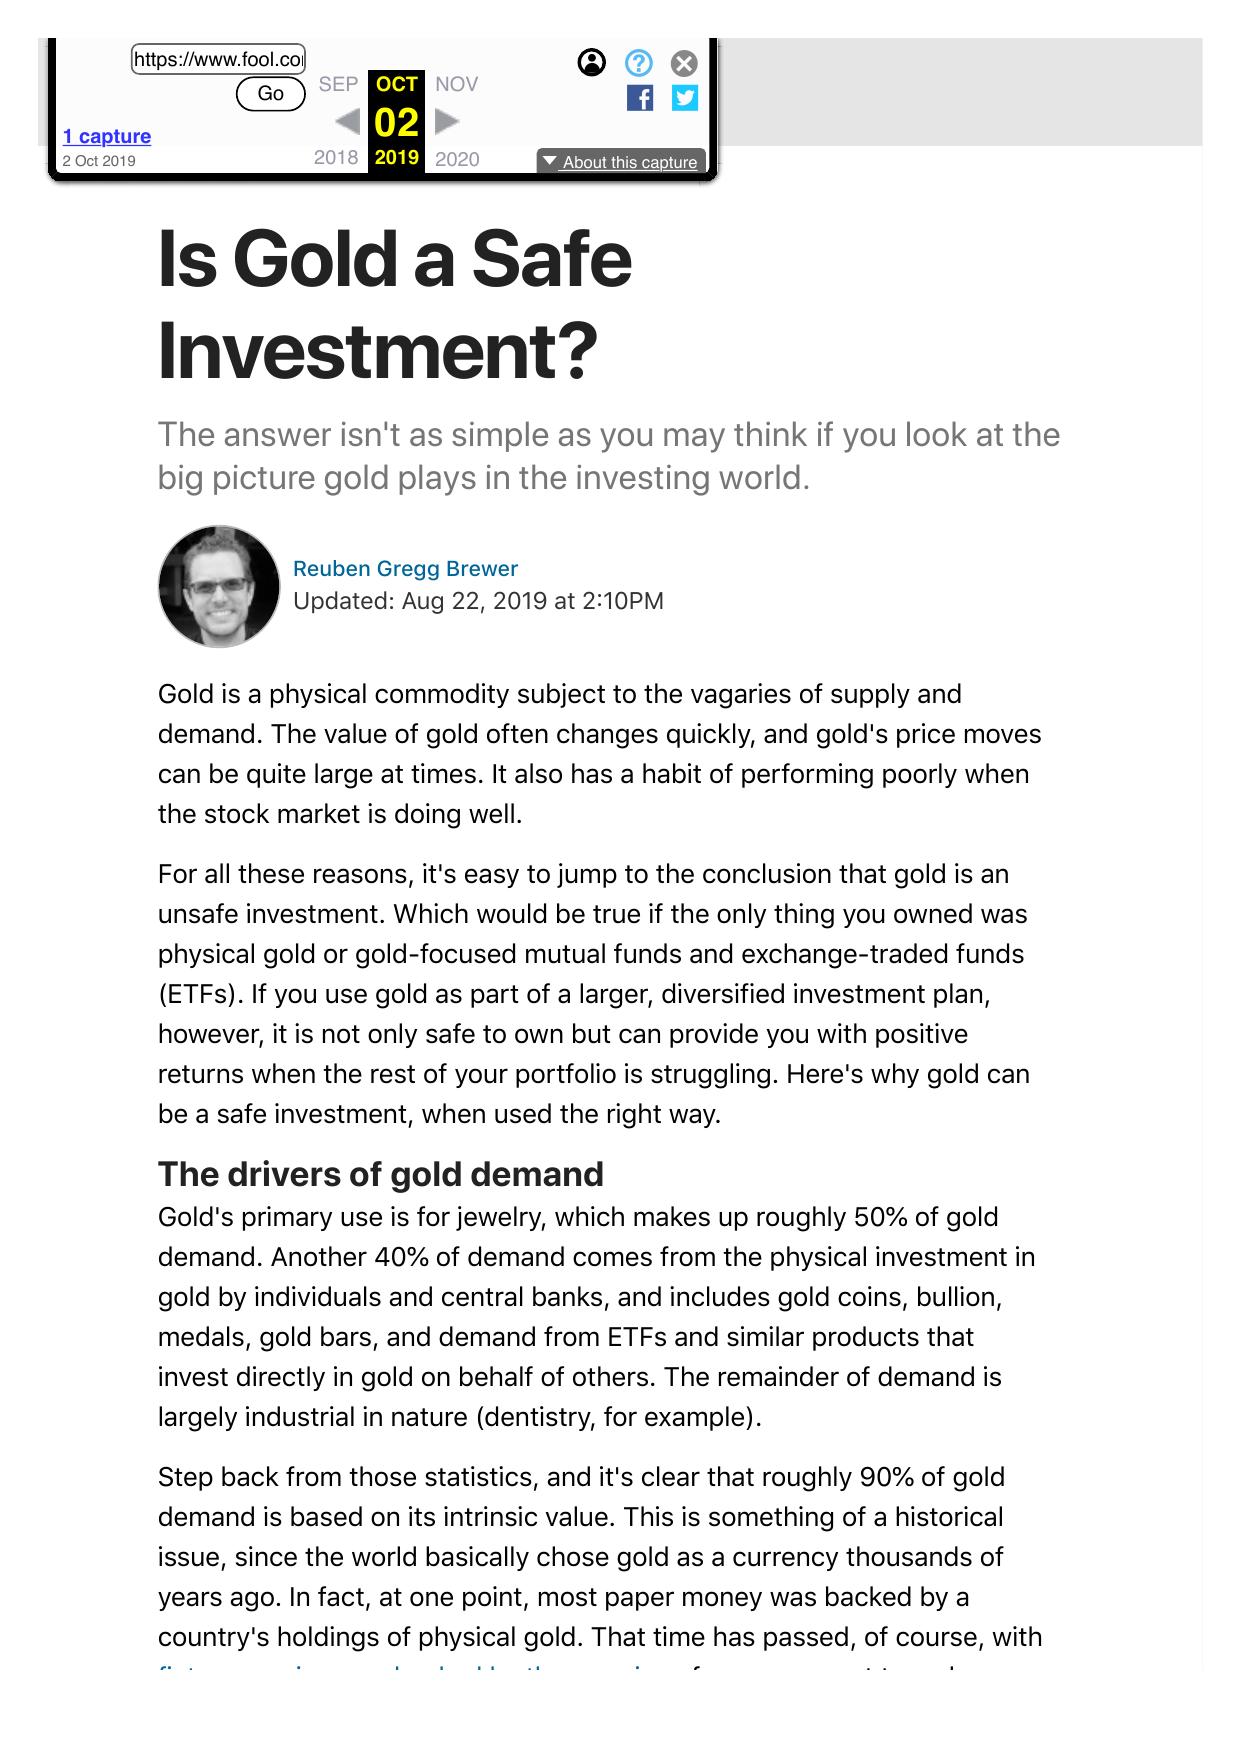 https://www.fool.co
Go
SEP OCT NOV
02
2018 2019 2020
1 capture
2 Oct 2019
About this capture
Is Gold a Safe
Investment?
The answer isn't as simple as you may think if you look at the
big picture gold plays in the investing world.
Reuben Gregg Brewer
Updated: Aug 22, 2019 at 2:10PM
Gold is a physical commodity subject to the vagaries of supply and
demand. The value of gold often changes quickly, and gold's price moves
can be quite large at times. It also has a habit of performing poorly when
the stock market is doing well.
For all these reasons, it's easy to jump to the conclusion that gold is an
unsafe investment. Which would be true if the only thing you owned was
physical gold or gold-focused mutual funds and exchange-traded funds
(ETFs). If you use gold as part of a larger, diversified investment plan,
however, it is not only safe to own but can provide you with positive
returns when the rest of your portfolio is struggling. Here's why gold can
be a safe investment, when used the right way.
The drivers of gold demand
Gold's primary use is for jewelry, which makes up roughly 50% of gold
demand. Another 40% of demand comes from the physical investment in
gold by individuals and central banks, and includes gold coins, bullion,
medals, gold bars, and demand from ETFs and similar products that
invest directly in gold on behalf of others. The remainder of demand is
largely industrial in nature (dentistry, for example).
Step back from those statistics, and it's clear that roughly 90% of gold
demand is based on its intrinsic value. This is something of a historical
issue, since the world basically chose gold as a currency thousands of
years ago. In fact, at one point, most paper money was backed by a
country's holdings of physical gold. That time has passed, of course, with